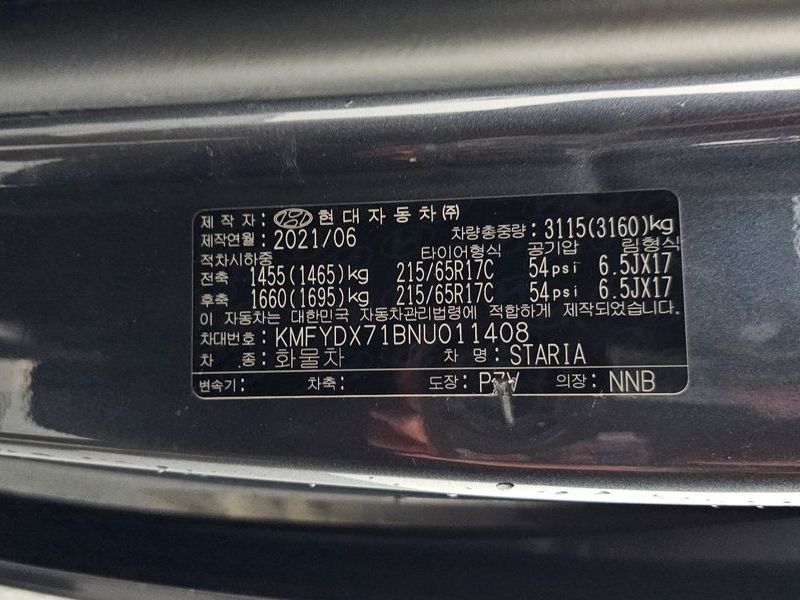 제 작 자 : 현대자동차(주)
제작연월 : 2021/06 차량총중량 : 3115(3160)kg
적차시하중 타이어형식 공기압 림형식
전축 1455(1465)kg 215/65R17C 54psi 6.5JX17
후축 1660(1695)kg 215/65R17C 54psi 6.5JX17
이 자동차는 대한민국 자동차관리법령에 적합하게 제작되었습니다.
차대번호 : KMFYDX71BNU011408
차 종 : 화물차 차 명 : STARIA
변속기 : 차축 : 도장 : 의장 : NNB